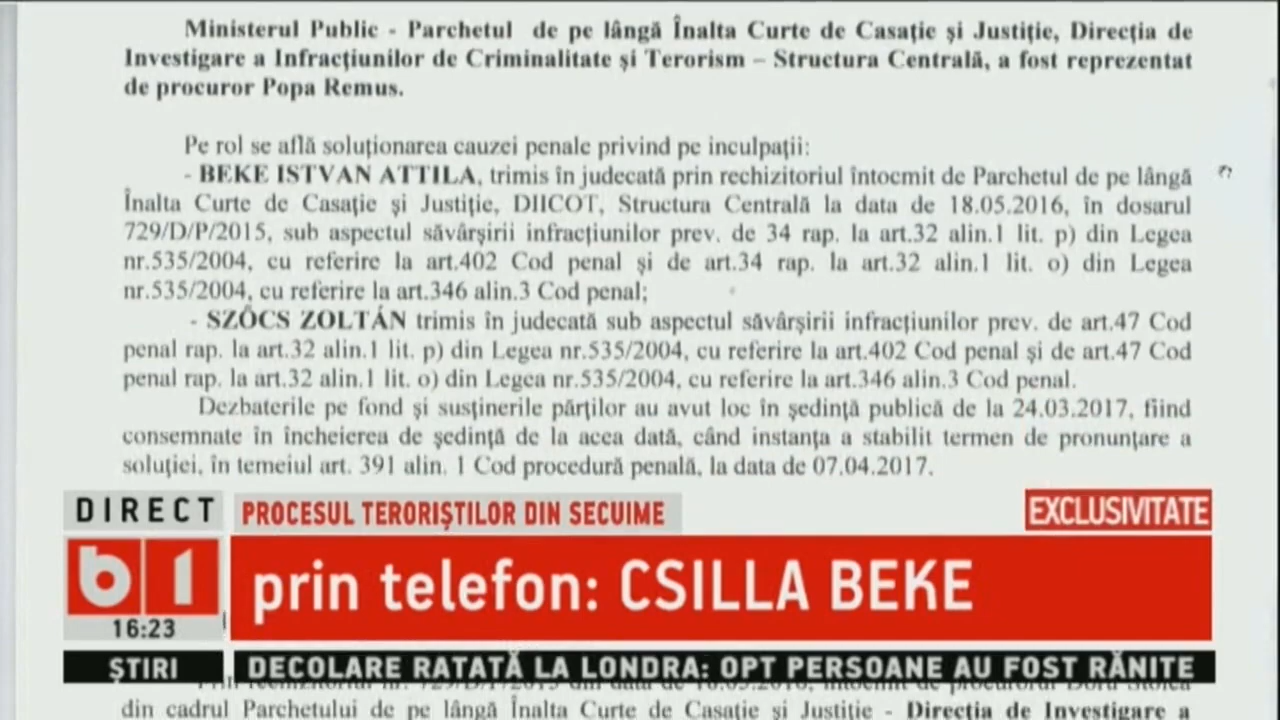 Ministerul Public - Parchetul de pe lângă Înalta Curte de Casaţie şi Justiţie, Direcţia de
Investigare a Infracţiunilor de Criminalitate şi Terorism – Structura Centrală, a fost reprezentat
de procuror Popa Remus.
Pe rol se află soluţionarea cauzei penale privind pe inculpaţii:
- BEKE ISTVAN ATTILA, trimis în judecată prin rechizitoriul întocmit de Parchetul de pe lângă
Înalta Curte de Casaţie şi Justiţie, DIICOT, Structura Centrală la data de 18.05.2016, în dosarul
729/D/P/2015, sub aspectul săvârşirii infracţiunilor prev. de 34 rap. la art.32 alin.1 lit. p) din Legea
nr.535/2004, cu referire la art.402 Cod penal şi de art.34 rap. la art.32 alin.1 lit. o) din Legea
nr.535/2004, cu referire la art.346 alin.3 Cod penal;
- SZŐCS ZOLTÁN trimis în judecată sub aspectul săvârşirii infracţiunilor prev. de art.47 Cod
penal rap. la art.32 alin.1 lit. p) din Legea nr.535/2004, cu referire la art.402 Cod penal şi de art.47 Cod
penal rap. la art.32 alin.1 lit. o) din Legea nr.535/2004, cu referire la art.346 alin.3 Cod penal.
Dezbaterile pe fond şi susţinerile părţilor au avut loc în şedinţă publică de la 24.03.2017, fiind
consemnate în încheierea de şedinţă de la acea dată, când instanţa a stabilit termen de pronunţare a
soluţiei, în temeiul art. 391 alin. 1 Cod procedură penală, la data de 07.04.2017.
DIRECT PROCESUL TERORIŞTILOR DIN SECUIME EXCLUSIVITATE
b1 prin telefon: CSILLA BEKE
16:23
ŞTIRI DECOLARE RATATĂ LA LONDRA: OPT PERSOANE AU FOST RĂNITE
din cadrul Parchetului de pe lângă Înalta Curte de Casaţie şi Justiţie - Direcţia de Investigare a